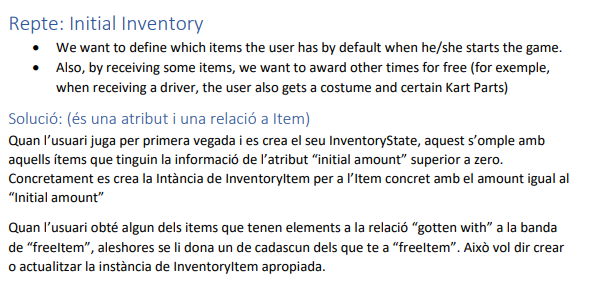 Repte: Initial Inventory
• We want to define which items the user has by default when he/she starts the game.
• Also, by receiving some items, we want to award other times for free (for exemple,
when receiving a driver, the user also gets a costume and certain Kart Parts)
Solució: (és una atribut i una relació a Item)
Quan l'usuari juga per primera vegada i es crea el seu InventoryState, aquest s'omple amb
aquells ítems que tinguin la informació de l'atribut "initial amount" superior a zero.
Concretament es crea la Intància de InventoryItem per a l'Item concret amb el amount igual al
"Initial amount"
Quan l'usuari obté algun dels items que tenen elements a la relació "gotten with" a la banda
de "freeItem", aleshores se li dona un de cadascun dels que te a "freeItem". Això vol dir crear
o actualitzar la instància de InventoryItem apropiada.